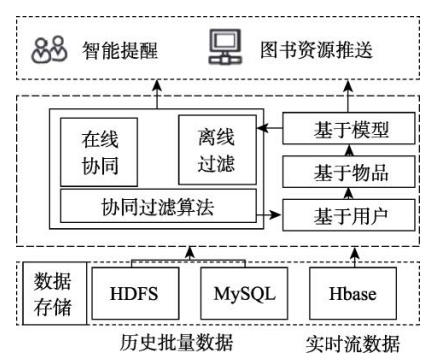 智能提醒
图书资源推送
在线
协同
离线
过滤
基于模型
基于物品
协同过滤算法
基于用户
数据
存储
HDFS
MySQL
Hbase
历史批量数据
实时流数据